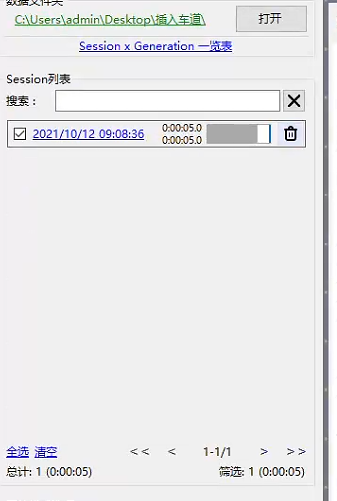 数据文件夹
C:\Users\admin\Desktop\插入车道\
打开
Session x Generation 一览表
Session列表
搜索：
2021/10/12 09:08:36
0:00:05.0
0:00:05.0
全选 清空 << < 1-1/1 > >>
总计: 1 (0:00:05) 筛选: 1 (0:00:05)